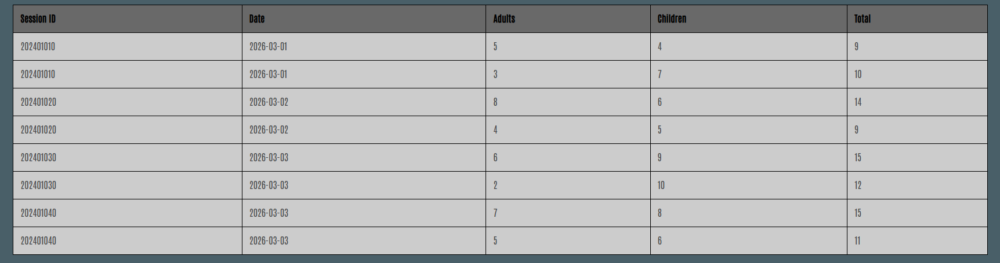 Session ID Date Adults Children Total
202401010 2026-03-01 5 4 9
202401010 2026-03-01 3 7 10
202401020 2026-03-02 8 6 14
202401020 2026-03-02 4 5 9
202401030 2026-03-03 6 9 15
202401030 2026-03-03 2 10 12
202401040 2026-03-03 7 8 15
202401040 2026-03-03 5 6 11